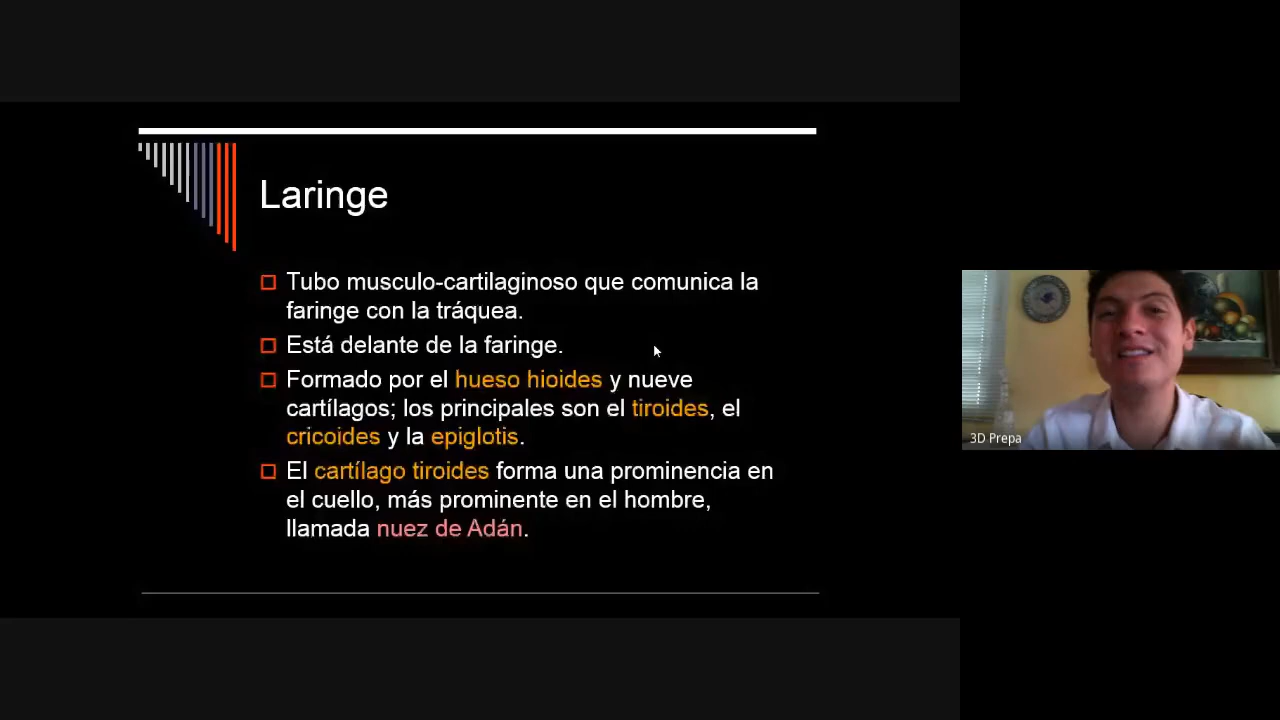 Laringe
Tubo musculo-cartilaginoso que comunica la
faringe con la tráquea.
Está delante de la faringe.
Formado por el hueso hioides y nueve
cartílagos; los principales son el tiroides, el
cricoides y la epiglotis.
El cartílago tiroides forma una prominencia en
el cuello, más prominente en el hombre,
llamada nuez de Adán.
3D Prepa